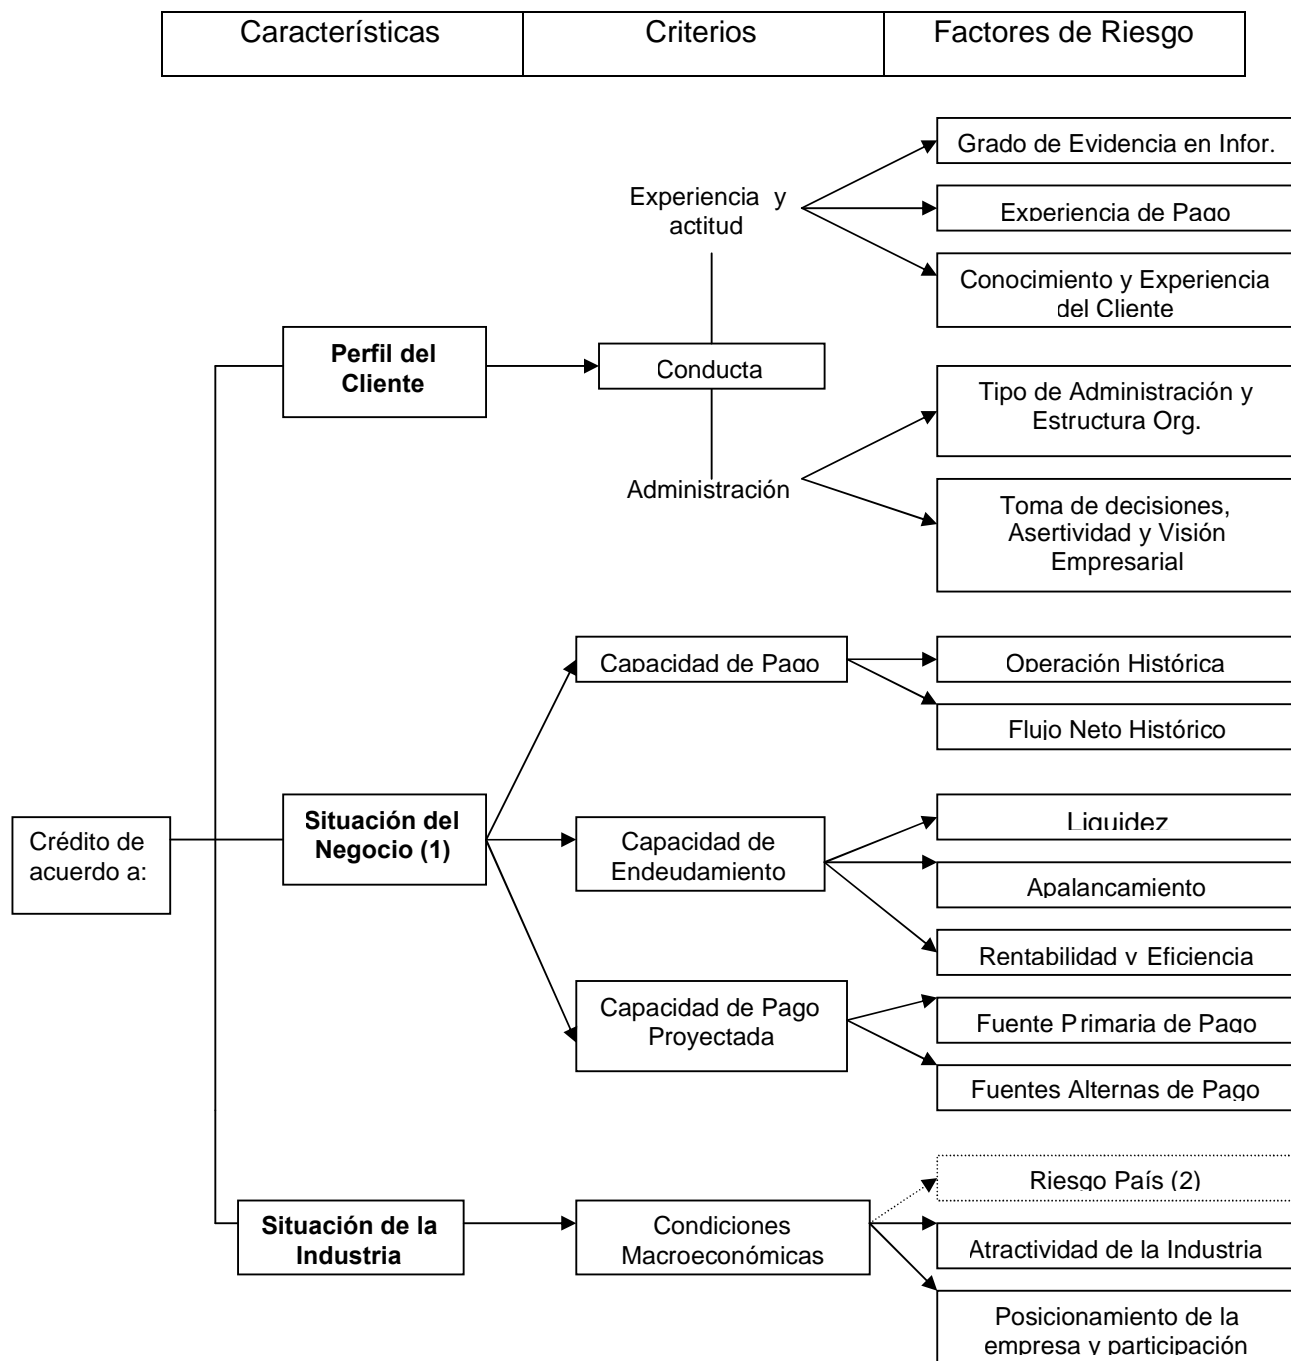 Características Criterios Factores de Riesgo
Grado de Evidencia en Infor.
Experiencia y
actitud
Experiencia de Pago
Conocimiento y Experiencia
del Cliente
Perfil del
Cliente
Conducta
Tipo de Administración y
Estructura Org.
Administración
Toma de decisiones,
Asertividad y Visión
Empresarial
Capacidad de Pago
Operación Histórica
Flujo Neto Histórico
Crédito de
acuerdo a:
Situación del
Negocio (1)
Capacidad de
Endeudamiento
Liquidez
Apalancamiento
Rentabilidad y Eficiencia
Capacidad de Pago
Proyectada
Fuente Primaria de Pago
Fuentes Alternas de Pago
Situación de la
Industria
Condiciones
Macroeconómicas
Riesgo País (2)
Atractividad de la Industria
Posicionamiento de la
empresa y participación